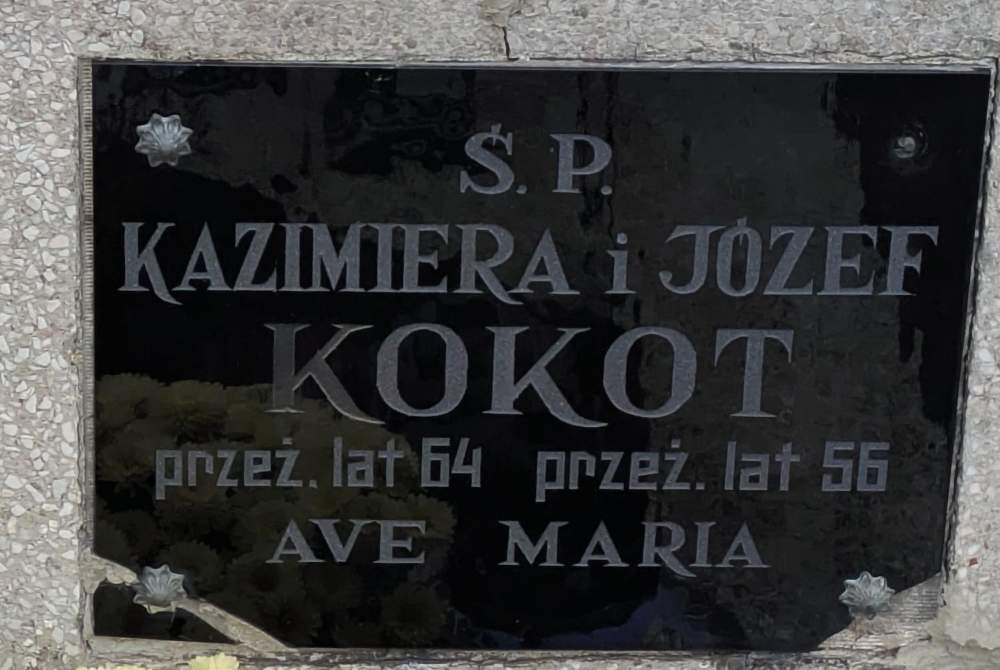 Ś. P.
KAZIMIERA i JÓZEF
KOKOT
przeż. lat 64 przeż. lat 56
AVE MARIA